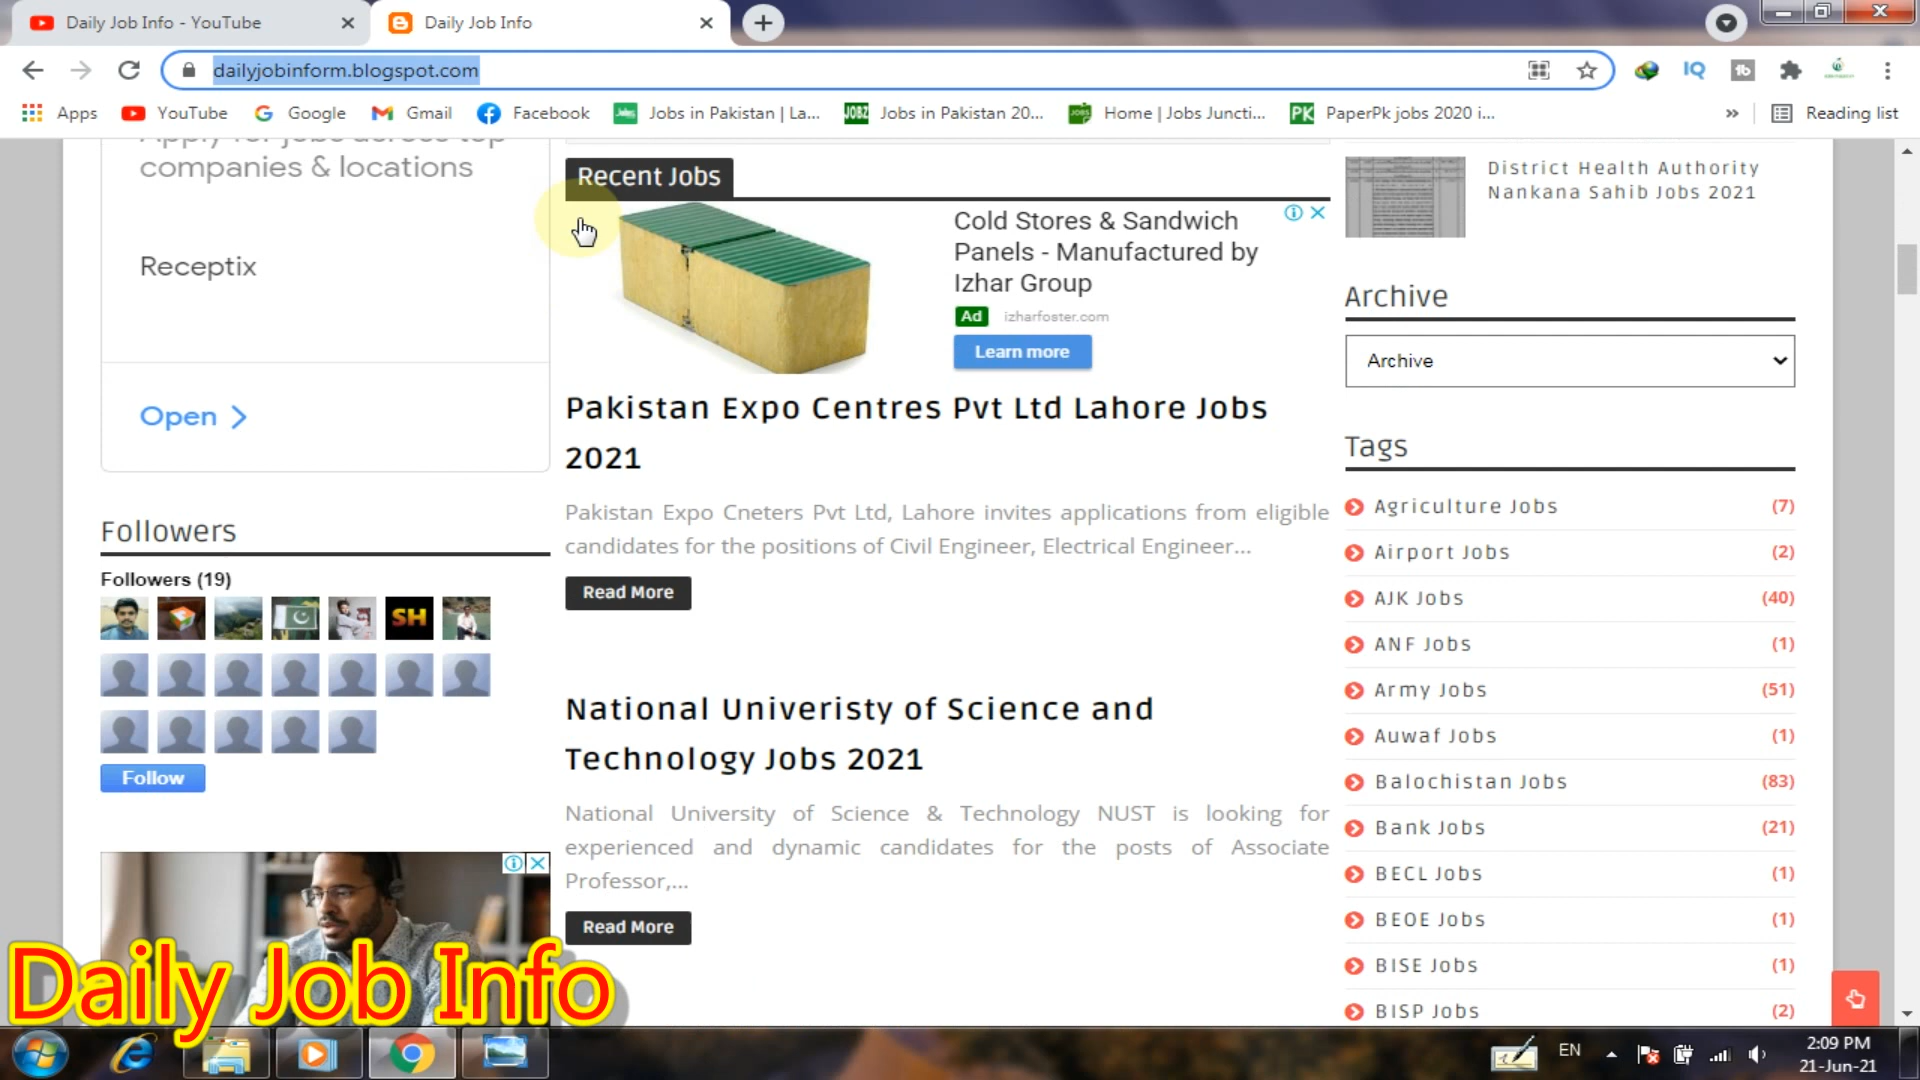 Daily Job Info - YouTube
Daily Job Info
dailyjobinform.blogspot.com
IQ
Apps
YouTube
Google
Gmail
Facebook
Jobs in Pakistan | La...
JOBZ
Jobs in Pakistan 20...
Home | Jobs Juncti...
PK
PaperPk jobs 2020 i...
»
Reading list
companies & locations
Receptix
Open
Followers
Followers (19)
SH
Follow
Recent Jobs
Cold Stores & Sandwich
Panels - Manufactured by
Izhar Group
Ad izharfoster.com
Learn more
Pakistan Expo Centres Pvt Ltd Lahore Jobs
2021
Pakistan Expo Cneters Pvt Ltd, Lahore invites applications from eligible
candidates for the positions of Civil Engineer, Electrical Engineer...
Read More
National Univeristy of Science and
Technology Jobs 2021
National University of Science & Technology NUST is looking for
experienced and dynamic candidates for the posts of Associate
Professor,...
Read More
District Health Authority
Nankana Sahib Jobs 2021
Archive
Archive
Tags
Agriculture Jobs (7)
Airport Jobs (2)
AJK Jobs (40)
ANF Jobs (1)
Army Jobs (51)
Auwaf Jobs (1)
Balochistan Jobs (83)
Bank Jobs (21)
BECL Jobs (1)
BEOE Jobs (1)
BISE Jobs (1)
BISP Jobs (2)
Daily Job Info
EN
2:09 PM
21-Jun-21